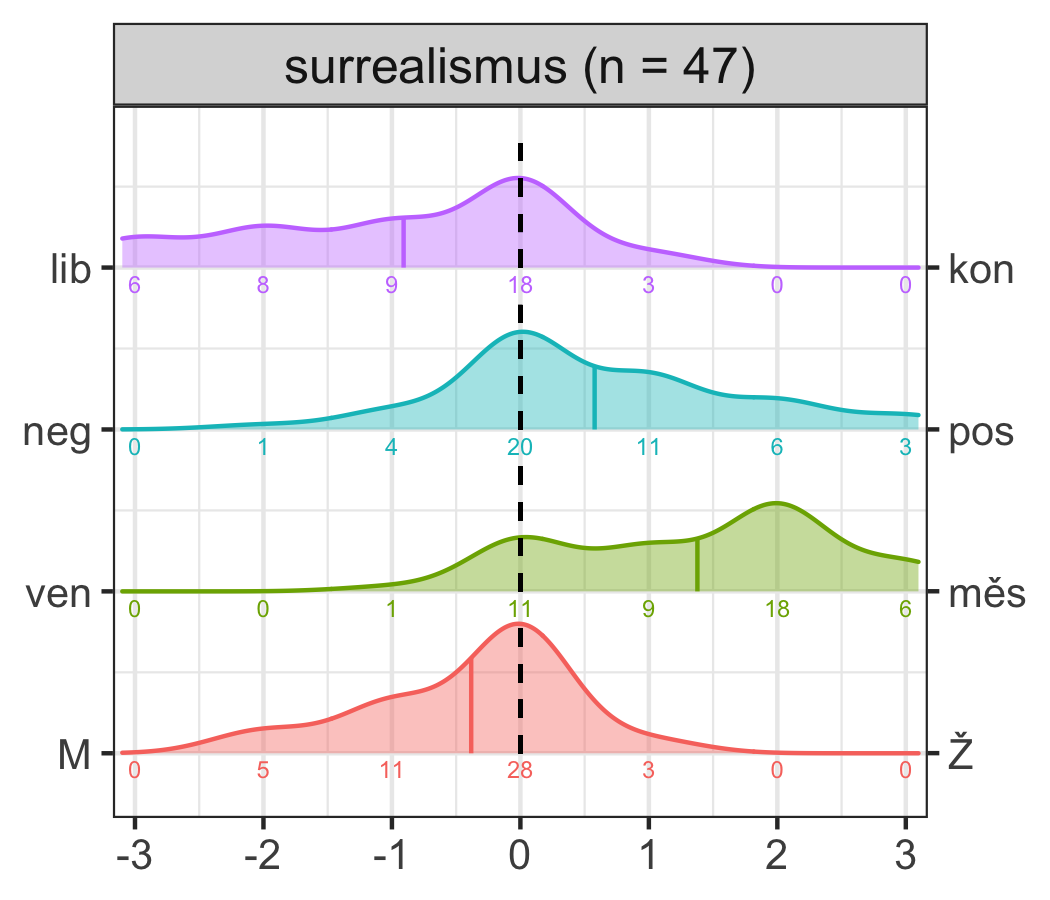 surrealismus (n = 47)
lib kon
6 8 9 18 3 0 0
neg pos
0 1 4 20 11 6 3
ven měs
0 0 1 11 9 18 6
M Ž
0 5 11 28 3 0 0
-3 -2 -1 0 1 2 3